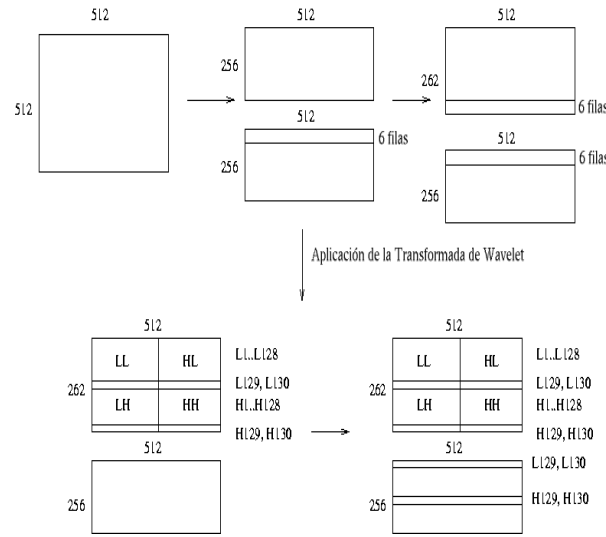 512
512
512
512
256
262
6 filas
512
6 filas
256
512
6 filas
256
Aplicación de la Transformada de Wavelet
512
LL HL
L1..L128
262
L129, L130
LH HH
H1..H128
H129, H130
512
256
512
LL HL
L1..L128
262
L129, L130
LH HH
H1..H128
H129, H130
512
L129, L130
256
H129, H130